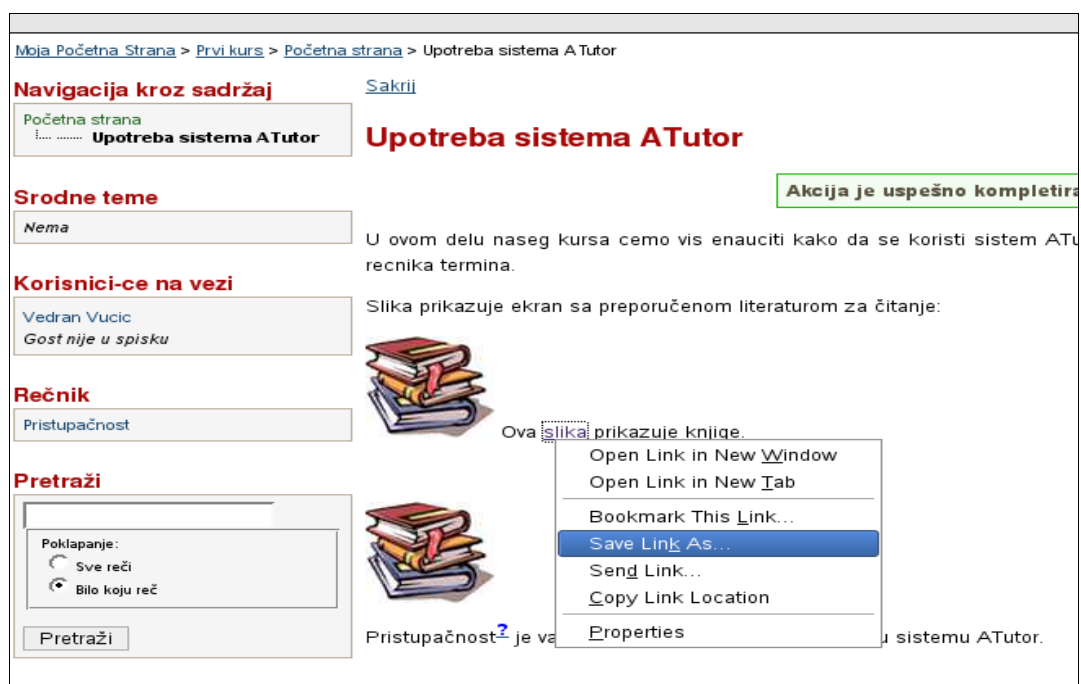 Moja Početna Strana > Prvi kurs > Početna strana > Upotreba sistema ATutor
Navigacija kroz sadržaj
Početna strana
Upotreba sistema ATutor
Srodne teme
Nema
Korisnici-ce na vezi
Vedran Vucic
Gost nije u spisku
Rečnik
Pristupačnost
Pretraži
Poklapanje:
Sve reči
Bilo koju reč
Pretraži
Sakrij
Upotreba sistema ATutor
Akcija je uspešno
U ovom delu naseg kursa cemo vis enauciti kako da se koristi sistem
recnika termina.
Slika prikazuje ekran sa preporučenom literaturom za čitanje:
Ova slika prikazuje knjige.
Open Link in New Window
Open Link in New Tab
Bookmark This Link...
Save Link As...
Send Link...
Copy Link Location
Properties
Pristupačnost? je u sistemu ATutor.